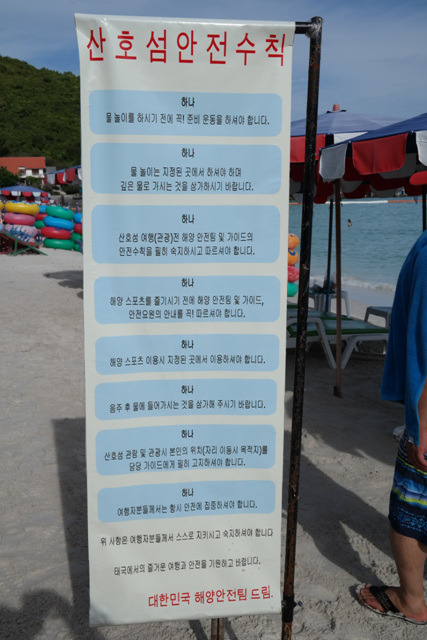 산호섬안전수칙
하나
물 놀이를 하시기 전에 꼭! 준비 운동을 하셔야 합니다.
하나
물 놀이는 지정된 곳에서 하셔야 하며
깊은 물로 가시는 것을 삼가하시기 바랍니다.
하나
산호섬 여행(관광)전 해양 안전팀 및 가이드의
안전수칙을 필히 숙지하시고 따르셔야 합니다.
하나
해양 스포츠를 즐기시기 전에 해양 안전팀 및 가이드,
안전요원의 안내를 꼭! 따르셔야 합니다.
하나
해양 스포츠 이용시 지정된 곳에서 이용하셔야 합니다.
하나
음주 후 물에 들어가시는 것을 삼가해 주시기 바랍니다.
하나
산호섬 관람 및 관광시 본인의 위치(자리 이동시 목적지)를
담당 가이드에게 필히 고지하셔야 합니다.
하나
여행자분들께서는 항시 안전에 집중하셔야 합니다.
위 사항은 여행자분들께서 스스로 지키시고 숙지하셔야 합니다
태국에서의 즐거운 여행과 안전을 기원하고 바랍니다.
대한민국 해양안전팀 드림.